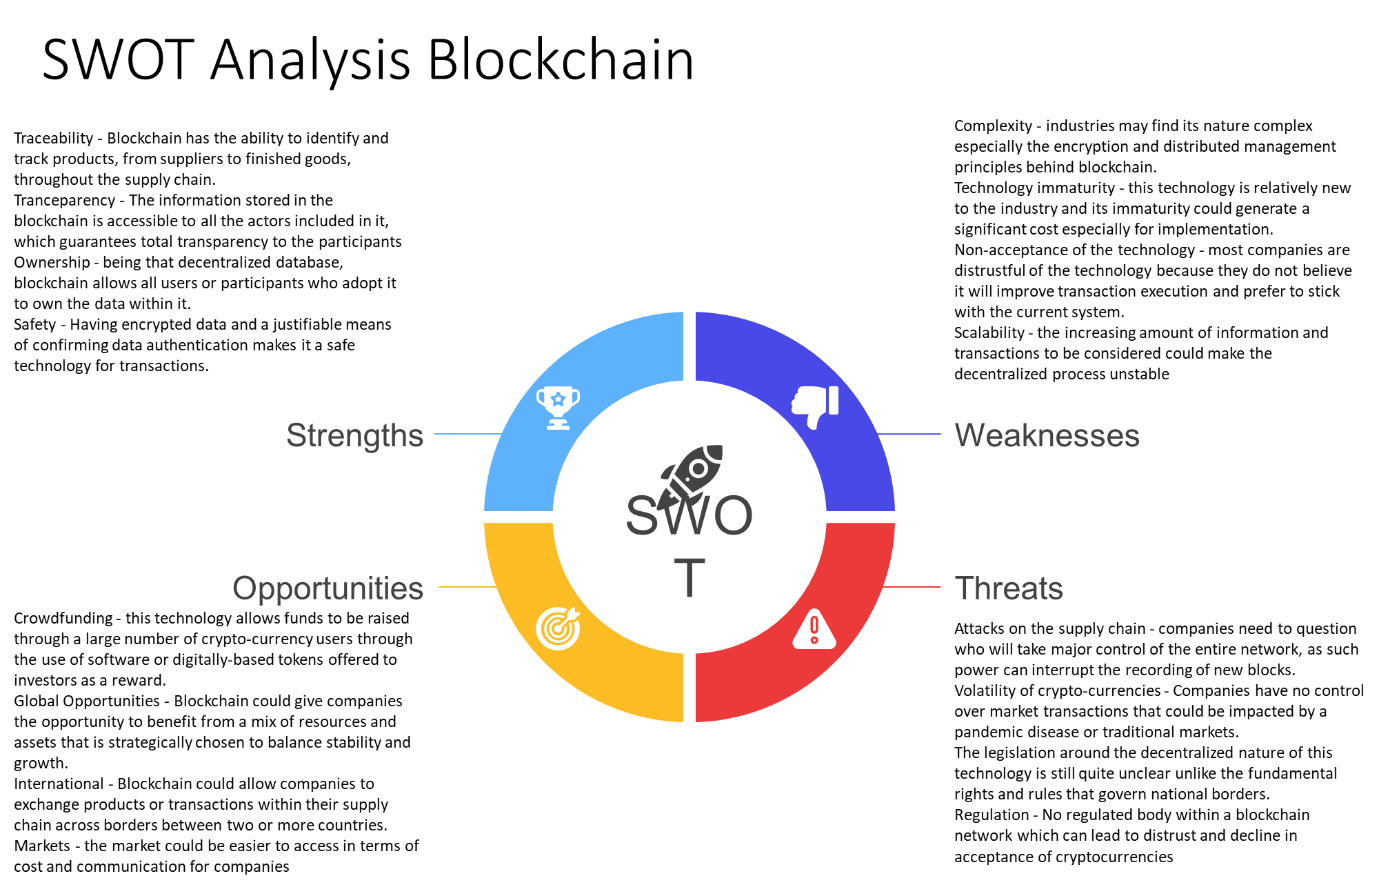 SWOT Analysis Blockchain
Traceability - Blockchain has the ability to identify and
track products, from suppliers to finished goods,
throughout the supply chain.
Tranceparency - The information stored in the
blockchain is accessible to all the actors included in it,
which guarantees total transparency to the participants
Ownership - being that decentralized database,
blockchain allows all users or participants who adopt it
to own the data within it.
Safety - Having encrypted data and a justifiable means
of confirming data authentication makes it a safe
technology for transactions.
Strengths
Complexity - industries may find its nature complex
especially the encryption and distributed management
principles behind blockchain.
Technology immaturity - this technology is relatively new
to the industry and its immaturity could generate a
significant cost especially for implementation.
Non-acceptance of the technology - most companies are
distrustful of the technology because they do not believe
it will improve transaction execution and prefer to stick
with the current system.
Scalability - the increasing amount of information and
transactions to be considered could make the
decentralized process unstable
Weaknesses
SWO
T
Opportunities
Crowdfunding - this technology allows funds to be raised
through a large number of crypto-currency users through
the use of software or digitally-based tokens offered to
investors as a reward.
Global Opportunities - Blockchain could give companies
the opportunity to benefit from a mix of resources and
assets that is strategically chosen to balance stability and
growth.
International - Blockchain could allow companies to
exchange products or transactions within their supply
chain across borders between two or more countries.
Markets - the market could be easier to access in terms of
cost and communication for companies
Threats
Attacks on the supply chain - companies need to question
who will take major control of the entire network, as such
power can interrupt the recording of new blocks.
Volatility of crypto-currencies - Companies have no control
over market transactions that could be impacted by a
pandemic disease or traditional markets.
The legislation around the decentralized nature of this
technology is still quite unclear unlike the fundamental
rights and rules that govern national borders.
Regulation - No regulated body within a blockchain
network which can lead to distrust and decline in
acceptance of cryptocurrencies